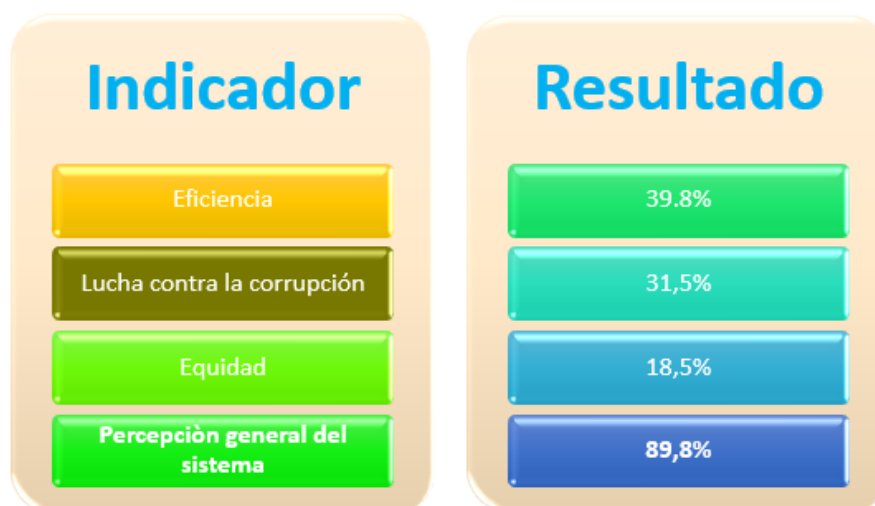 Indicador
Resultado
Eficiencia
39.8%
Lucha contra la corrupción
31,5%
Equidad
18,5%
Percepciòn general del
sistema
89,8%